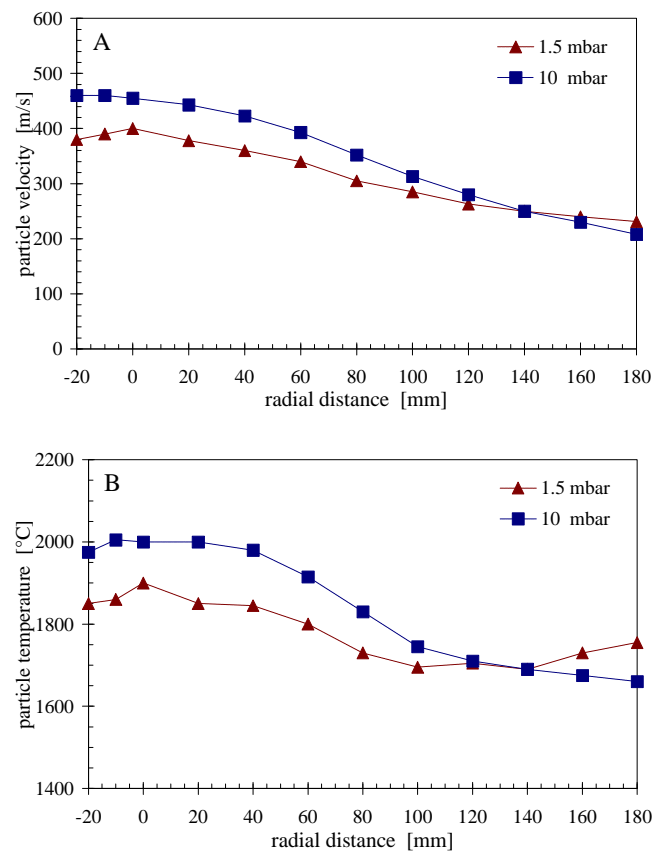 600
A
1.5 mbar
500
10 mbar
400
300
200
100
0
particle velocity [m/s]
-20 0 20 40 60 80 100 120 140 160 180
radial distance [mm]
2200
B
1.5 mbar
10 mbar
2000
1800
1600
1400
particle temperature [°C]
-20 0 20 40 60 80 100 120 140 160 180
radial distance [mm]